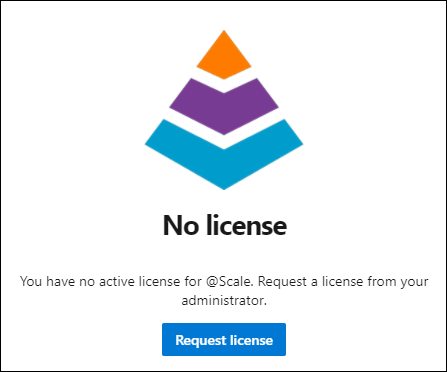 No license
You have no active license for @Scale. Request a license from your
administrator.
Request license